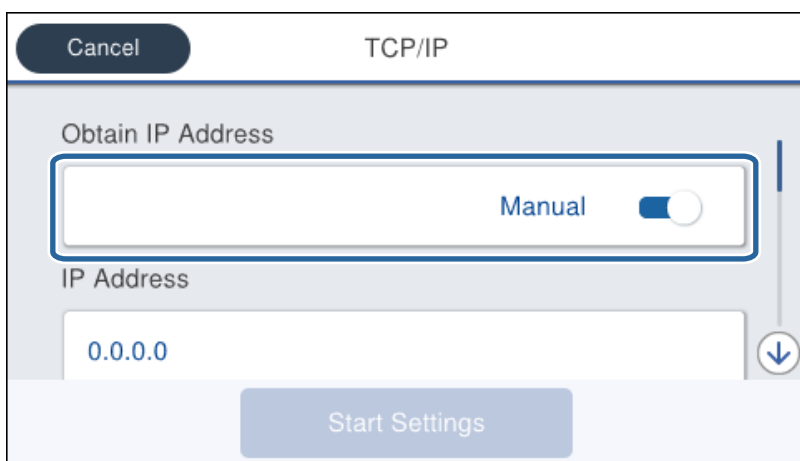 Cancel TCP/IP
Obtain IP Address
Manual
IP Address
0.0.0.0
Start Settings